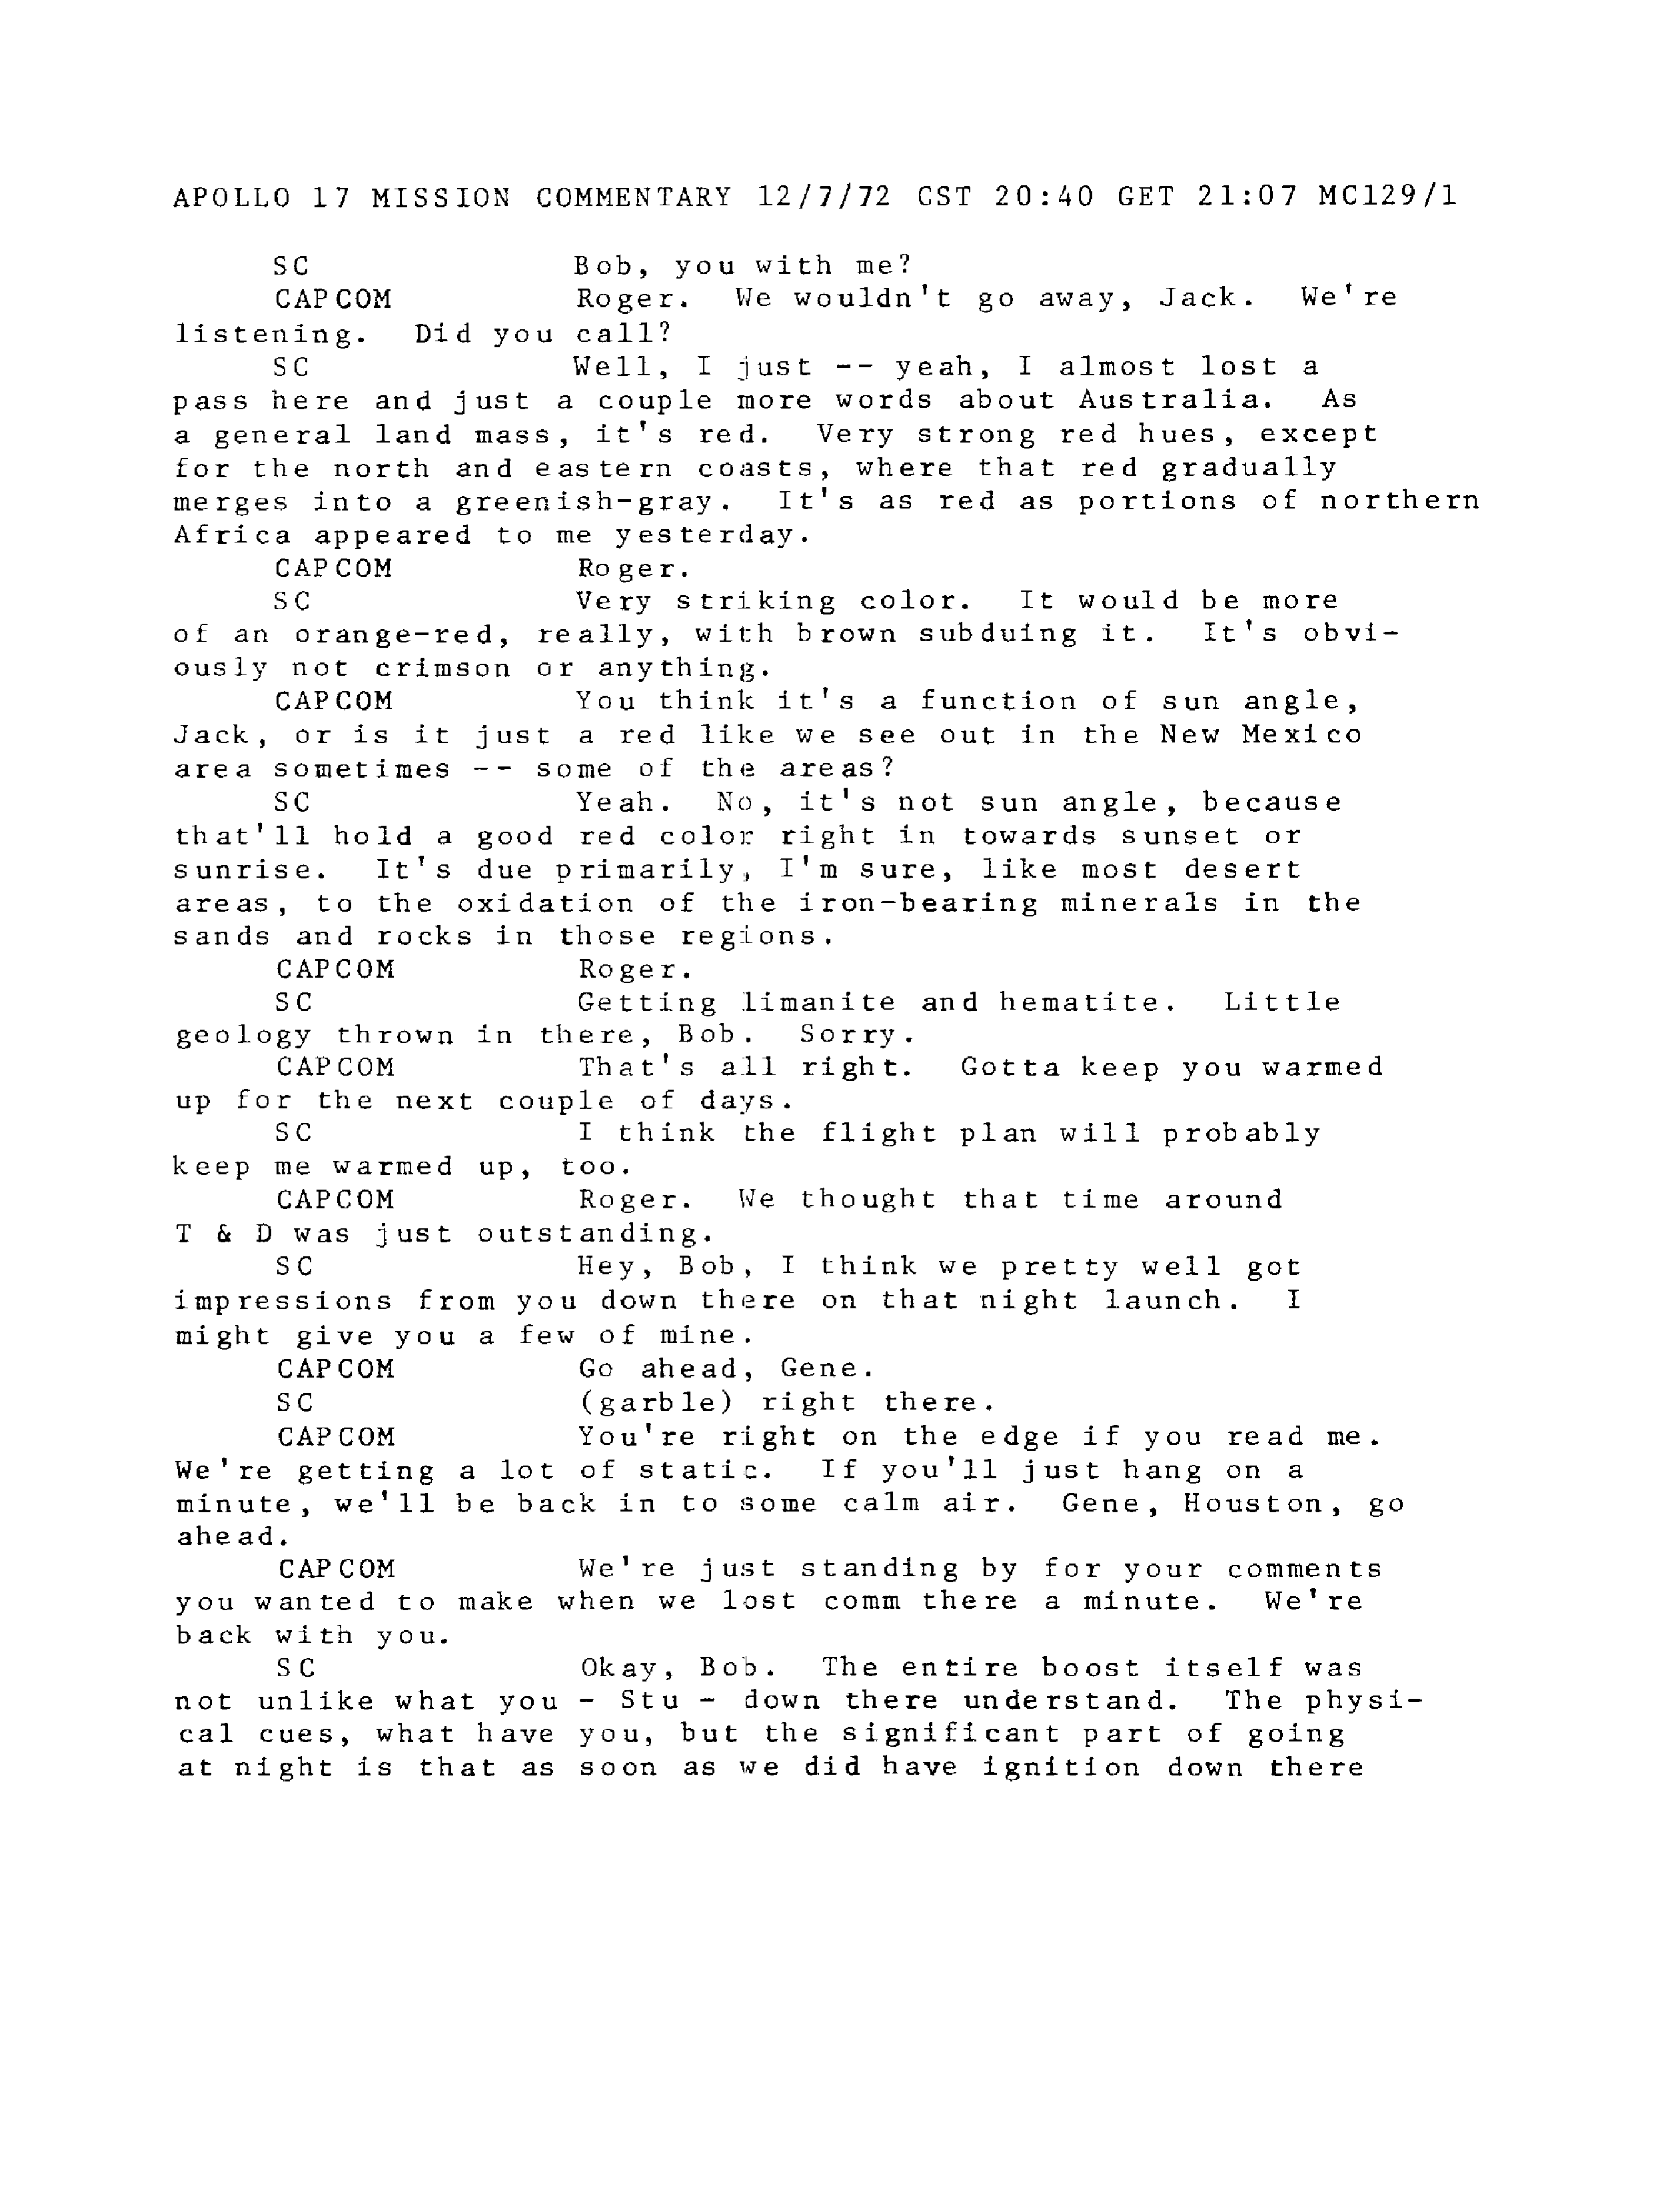 APOLLO 17 MISSION COMMENTARY 12/7/72 CST 20:40 GET 21:07 MC129/1
SC Bob, you with me?
CAPCOM Roger. We wouldn't go away, Jack. We're
listening. Did you call?
SC Well, I just -- yeah, I almost lost a
pass here and just a couple more words about Australia. As
a general land mass, it's red. Very strong red hues, except
for the north and eastern coasts, where that red gradually
merges into a greenish-gray. It's as red as portions of northern
Africa appeared to me yesterday.
CAPCOM Roger.
SC Very striking color. It would be more
of an orange-red, really, with brown subduing it. It's obvi-
ously not crimson or anything.
CAPCOM You think it's a function of sun angle,
Jack, or is it just a red like we see out in the New Mexico
area sometimes -- some of the areas?
SC Yeah. No, it's not sun angle, because
that'll hold a good red color right in towards sunset or
sunrise. It's due primarily, I'm sure, like most desert
areas, to the oxidation of the iron-bearing minerals in the
sands and rocks in those regions.
CAPCOM Roger.
SC Getting limanite and hematite. Little
geology thrown in there, Bob. Sorry.
CAPCOM That's all right. Gotta keep you warmed
up for the next couple of days.
SC I think the flight plan will probably
keep me warmed up, too.
CAPCOM Roger. We thought that time around
T & D was just outstanding.
SC Hey, Bob, I think we pretty well got
impressions from you down there on that night launch. I
might give you a few of mine.
CAPCOM Go ahead, Gene.
SC (garble) right there.
CAPCOM You're right on the edge if you read me.
We're getting a lot of static. If you'll just hang on a
minute, we'll be back in to some calm air. Gene, Houston, go
ahead.
CAPCOM We're just standing by for your comments
you wanted to make when we lost comm there a minute. We're
back with you.
SC Okay, Bob. The entire boost itself was
not unlike what you - Stu - down there understand. The physi-
cal cues, what have you, but the significant part of going
at night is that as soon as we did have ignition down there